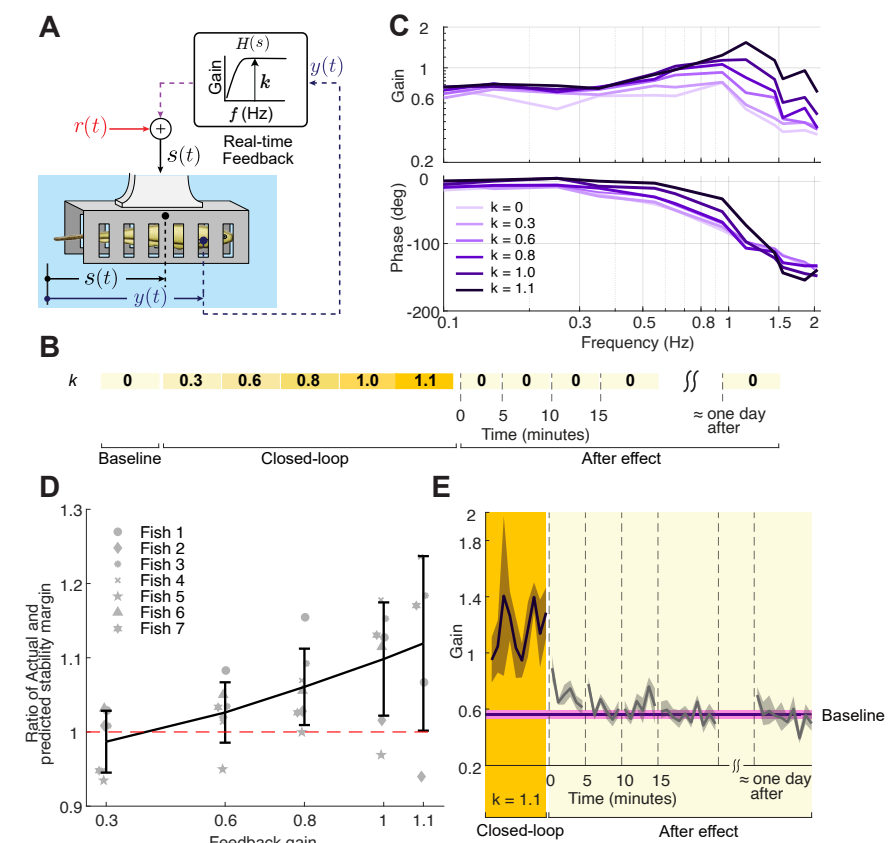 A
H(s)
Gain
k
f (Hz)
y(t)
r(t)
+
Real-time
Feedback
s(t)
s(t)
y(t)
C
2
1
0.6
0.2
Gain
0
-100
-200
Phase (deg)
k = 0
k = 0.3
k = 0.6
k = 0.8
k = 1.0
k = 1.1
0.1 0.3 0.5 0.8 1 1.5 2
Frequency (Hz)
B
k 0 0.3 0.6 0.8 1.0 1.1 0 0 0 0 0
0 5 10 15 ≈ one day
after
Time (minutes)
Baseline Closed-loop After effect
D
1.3
1.2
1.1
1
0.9
Ratio of Actual and
predicted stability margin
Fish 1
Fish 2
Fish 3
Fish 4
Fish 5
Fish 6
Fish 7
0.3 0.6 0.8 1 1.1
Feedback gain
E
2
1.8
1.4
1
0.6
0.2
Gain
Baseline
k = 1.1
0 5 10 15 ≈ one day
after
Time (minutes)
Closed-loop After effect